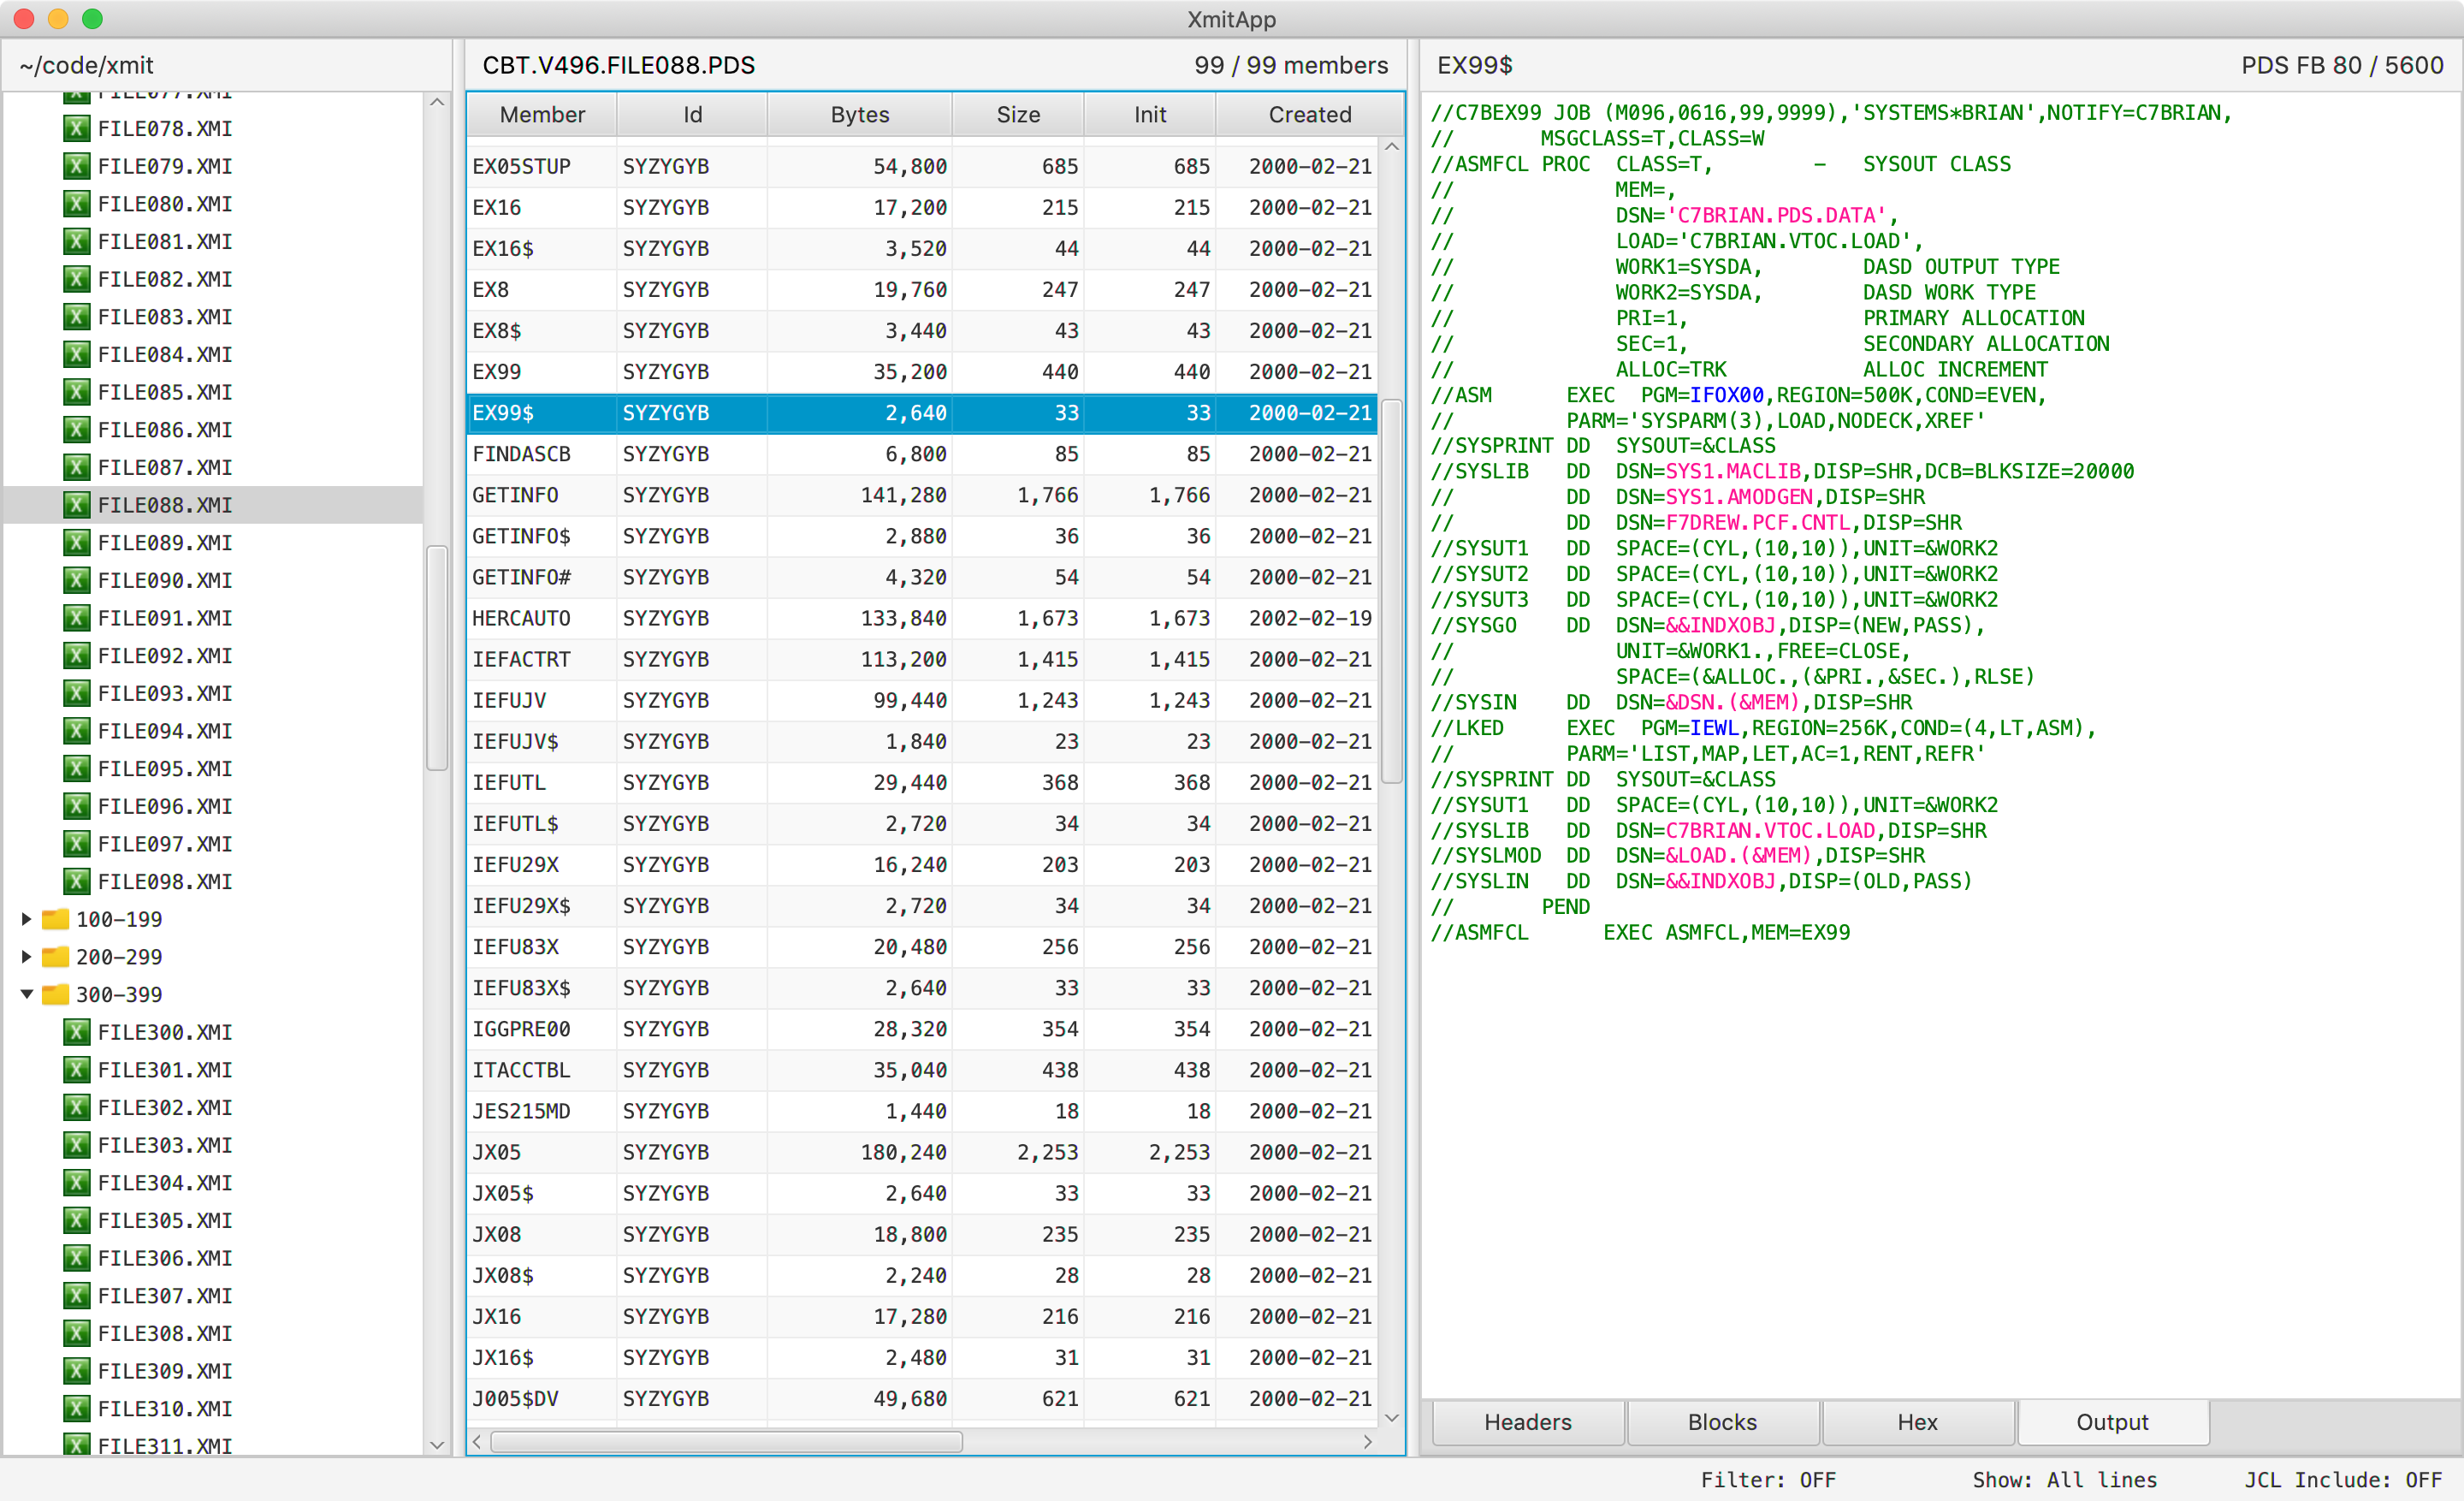 XmitApp
~/code/xmit
FILE077.XMI
FILE078.XMI
FILE079.XMI
FILE080.XMI
FILE081.XMI
FILE082.XMI
FILE083.XMI
FILE084.XMI
FILE085.XMI
FILE086.XMI
FILE087.XMI
FILE088.XMI
FILE089.XMI
FILE090.XMI
FILE091.XMI
FILE092.XMI
FILE093.XMI
FILE094.XMI
FILE095.XMI
FILE096.XMI
FILE097.XMI
FILE098.XMI
100-199
200-299
300-399
FILE300.XMI
FILE301.XMI
FILE302.XMI
FILE303.XMI
FILE304.XMI
FILE305.XMI
FILE306.XMI
FILE307.XMI
FILE308.XMI
FILE309.XMI
FILE310.XMI
FILE311.XMI
CBT.V496.FILE088.PDS 99 / 99 members
Member Id Bytes Size Init Created
EX05STUP SYZYGYB 54,800 685 685 2000-02-21
EX16 SYZYGYB 17,200 215 215 2000-02-21
EX16$ SYZYGYB 3,520 44 44 2000-02-21
EX8 SYZYGYB 19,760 247 247 2000-02-21
EX8$ SYZYGYB 3,440 43 43 2000-02-21
EX99 SYZYGYB 35,200 440 440 2000-02-21
EX99$ SYZYGYB 2,640 33 33 2000-02-21
FINDASCB SYZYGYB 6,800 85 85 2000-02-21
GETINFO SYZYGYB 141,280 1,766 1,766 2000-02-21
GETINFO$ SYZYGYB 2,880 36 36 2000-02-21
GETINFO# SYZYGYB 4,320 54 54 2000-02-21
HERCAUTO SYZYGYB 133,840 1,673 1,673 2002-02-19
IEFACTRT SYZYGYB 113,200 1,415 1,415 2000-02-21
IEFUJV SYZYGYB 99,440 1,243 1,243 2000-02-21
IEFUJV$ SYZYGYB 1,840 23 23 2000-02-21
IEFUTL SYZYGYB 29,440 368 368 2000-02-21
IEFUTL$ SYZYGYB 2,720 34 34 2000-02-21
IEFU29X SYZYGYB 16,240 203 203 2000-02-21
IEFU29X$ SYZYGYB 2,720 34 34 2000-02-21
IEFU83X SYZYGYB 20,480 256 256 2000-02-21
IEFU83X$ SYZYGYB 2,640 33 33 2000-02-21
IGGPRE00 SYZYGYB 28,320 354 354 2000-02-21
ITACCTBL SYZYGYB 35,040 438 438 2000-02-21
JES215MD SYZYGYB 1,440 18 18 2000-02-21
JX05 SYZYGYB 180,240 2,253 2,253 2000-02-21
JX05$ SYZYGYB 2,640 33 33 2000-02-21
JX08 SYZYGYB 18,800 235 235 2000-02-21
JX08$ SYZYGYB 2,240 28 28 2000-02-21
JX16 SYZYGYB 17,280 216 216 2000-02-21
JX16$ SYZYGYB 2,480 31 31 2000-02-21
J005$DV SYZYGYB 49,680 621 621 2000-02-21
EX99$ PDS FB 80 / 5600
//C7BEX99 JOB (M096,0616,99,9999),'SYSTEMS*BRIAN',NOTIFY=C7BRIAN,
//       MSGCLASS=T,CLASS=W
//ASMFCL PROC  CLASS=T,        -   SYSOUT CLASS
//             MEM=,
//             DSN='C7BRIAN.PDS.DATA',
//             LOAD='C7BRIAN.VTOC.LOAD',
//             WORK1=SYSDA,        DASD OUTPUT TYPE
//             WORK2=SYSDA,        DASD WORK TYPE
//             PRI=1,              PRIMARY ALLOCATION
//             SEC=1,              SECONDARY ALLOCATION
//             ALLOC=TRK           ALLOC INCREMENT
//ASM      EXEC  PGM=IFOX00,REGION=500K,COND=EVEN,
//         PARM='SYSPARM(3),LOAD,NODECK,XREF'
//SYSPRINT DD  SYSOUT=&CLASS
//SYSLIB   DD  DSN=SYS1.MACLIB,DISP=SHR,DCB=BLKSIZE=20000
//         DD  DSN=SYS1.AMODGEN,DISP=SHR
//         DD  DSN=F7DREW.PCF.CNTL,DISP=SHR
//SYSUT1   DD  SPACE=(CYL,(10,10)),UNIT=&WORK2
//SYSUT2   DD  SPACE=(CYL,(10,10)),UNIT=&WORK2
//SYSUT3   DD  SPACE=(CYL,(10,10)),UNIT=&WORK2
//SYSGO    DD  DSN=&&INDXOBJ,DISP=(NEW,PASS),
//             UNIT=&WORK1.,FREE=CLOSE,
//             SPACE=(&ALLOC.,(&PRI.,&SEC.),RLSE)
//SYSIN    DD  DSN=&DSN.(&MEM),DISP=SHR
//LKED     EXEC  PGM=IEWL,REGION=256K,COND=(4,LT,ASM),
//         PARM='LIST,MAP,LET,AC=1,RENT,REFR'
//SYSPRINT DD  SYSOUT=&CLASS
//SYSUT1   DD  SPACE=(CYL,(10,10)),UNIT=&WORK2
//SYSLIB   DD  DSN=C7BRIAN.VTOC.LOAD,DISP=SHR
//SYSLMOD  DD  DSN=&LOAD.(&MEM),DISP=SHR
//SYSLIN   DD  DSN=&&INDXOBJ,DISP=(OLD,PASS)
//       PEND
//ASMFCL      EXEC ASMFCL,MEM=EX99
Headers Blocks Hex Output
Filter: OFF Show: All lines JCL Include: OFF